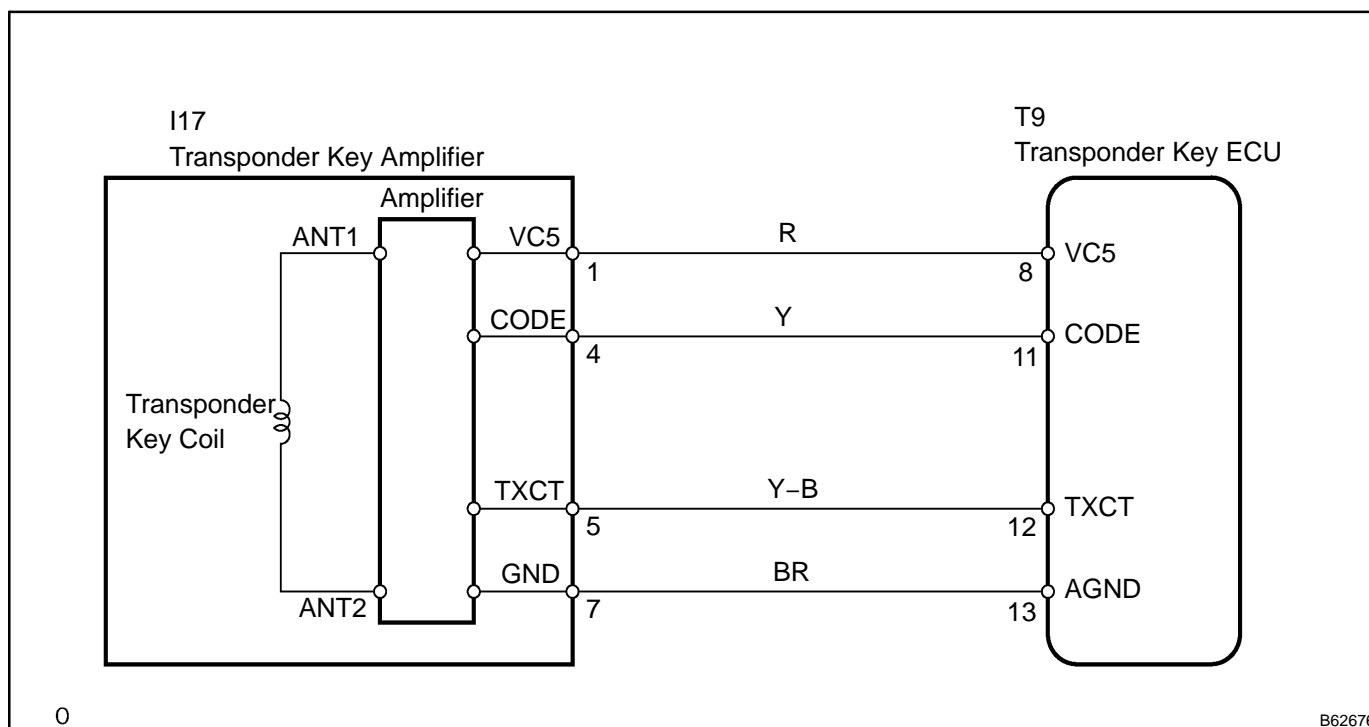 I17
Transponder Key Amplifier
T9
Transponder Key ECU
Amplifier
ANT1
VC5
1
R
8
VC5
CODE
4
Y
11
CODE
Transponder
Key Coil
TXCT
5
Y–B
12
TXCT
ANT2
GND
7
BR
13
AGND
0